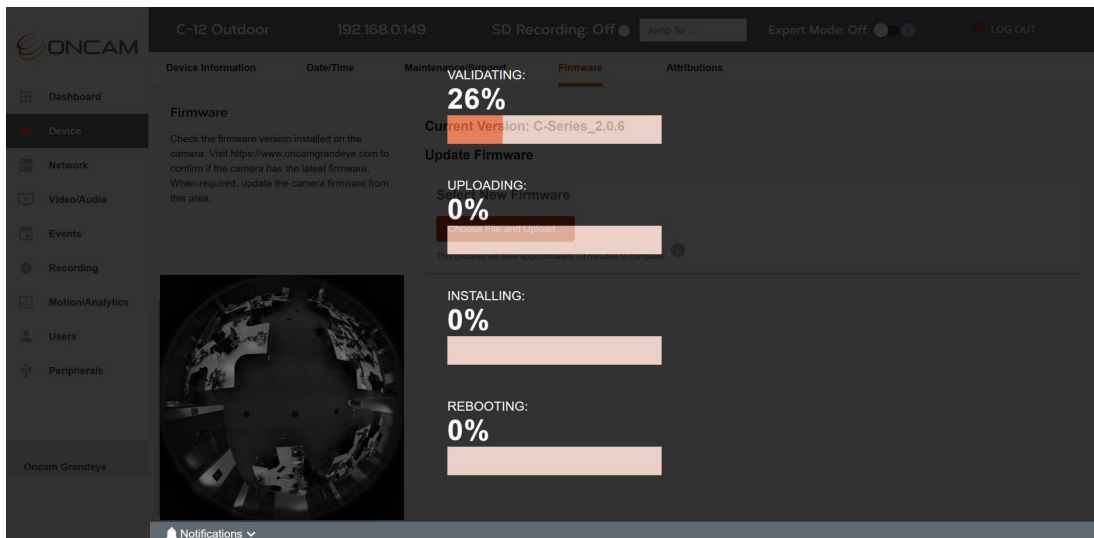 ONCAM
C-12 Outdoor
192.168.0.149
SD Recording: Off
Jump To ...
Expert Mode: Off
LOG OUT
Device Information
Date/Time
Maintenance/Support
Firmware
Attributions
Dashboard
Device
Network
Video/Audio
Events
Recording
Motion/Analytics
Users
Peripherals
Oncam Grandeye
Firmware
Check the firmware version installed on the
camera. Visit https://www.oncamgrandeye.com to
confirm if the camera has the latest firmware.
When required, update the camera firmware from
this area.
Current Version: C-Series_2.0.6
Update Firmware
Select New Firmware
Choose File and Upload...
This process will take approximately 10 minutes to complete
VALIDATING:
26%
UPLOADING:
0%
INSTALLING:
0%
REBOOTING:
0%
Notifications